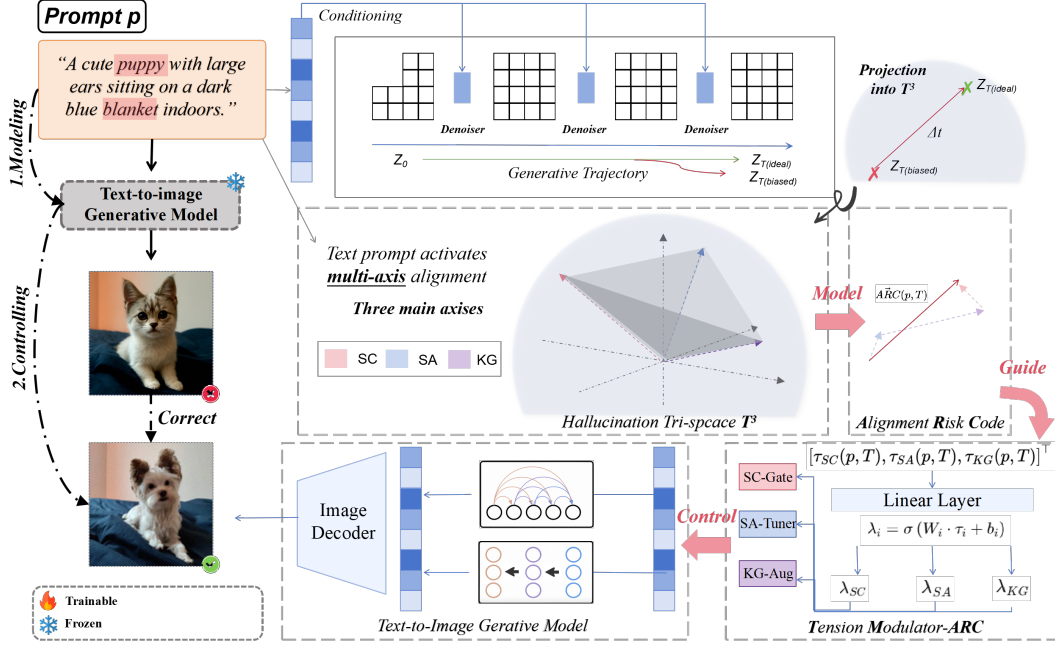 Prompt p
“A cute puppy with large
ears sitting on a dark
blue blanket indoors.”
1.Modeling
Text-to-image
Generative Model
2.Controlling
Correct
Trainable
Frozen
Conditioning
Denoiser
Denoiser
Denoiser
Z0
ZT(ideal)
Generative Trajectory
ZT(biased)
Projection
into T³
ZT(ideal)
Δt
ZT(biased)
Text prompt activates
multi-axis alignment
Three main axises
SC
SA
KG
Hallucination Tri-spcace T³
Model
A⃗RC(p,T)
Alignment Risk Code
Guide
[τSC(p,T), τSA(p,T), τKG(p,T)]⊤
Linear Layer
λi = σ (Wi · τi + bi)
λSC
λSA
λKG
SC-Gate
SA-Tuner
KG-Aug
Tension Modulator-ARC
Control
Image
Decoder
Text-to-Image Gerative Model